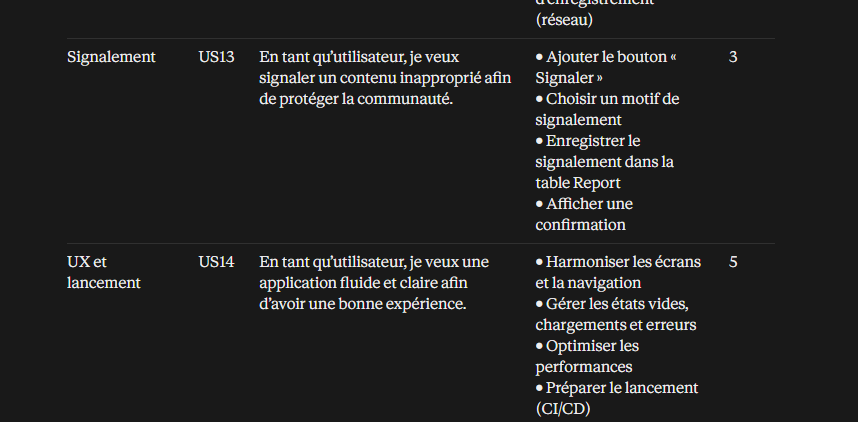 d'enregistrement
(réseau)
Signalement US13 En tant qu’utilisateur, je veux • Ajouter le bouton « 3
signaler un contenu inapproprié afin Signaler »
de protéger la communauté. • Choisir un motif de
signalement
• Enregistrer le
signalement dans la
table Report
• Afficher une
confirmation
UX et US14 En tant qu’utilisateur, je veux une • Harmoniser les écrans 5
lancement application fluide et claire afin et la navigation
d’avoir une bonne expérience. • Gérer les états vides,
chargements et erreurs
• Optimiser les
performances
• Préparer le lancement
(CI/CD)